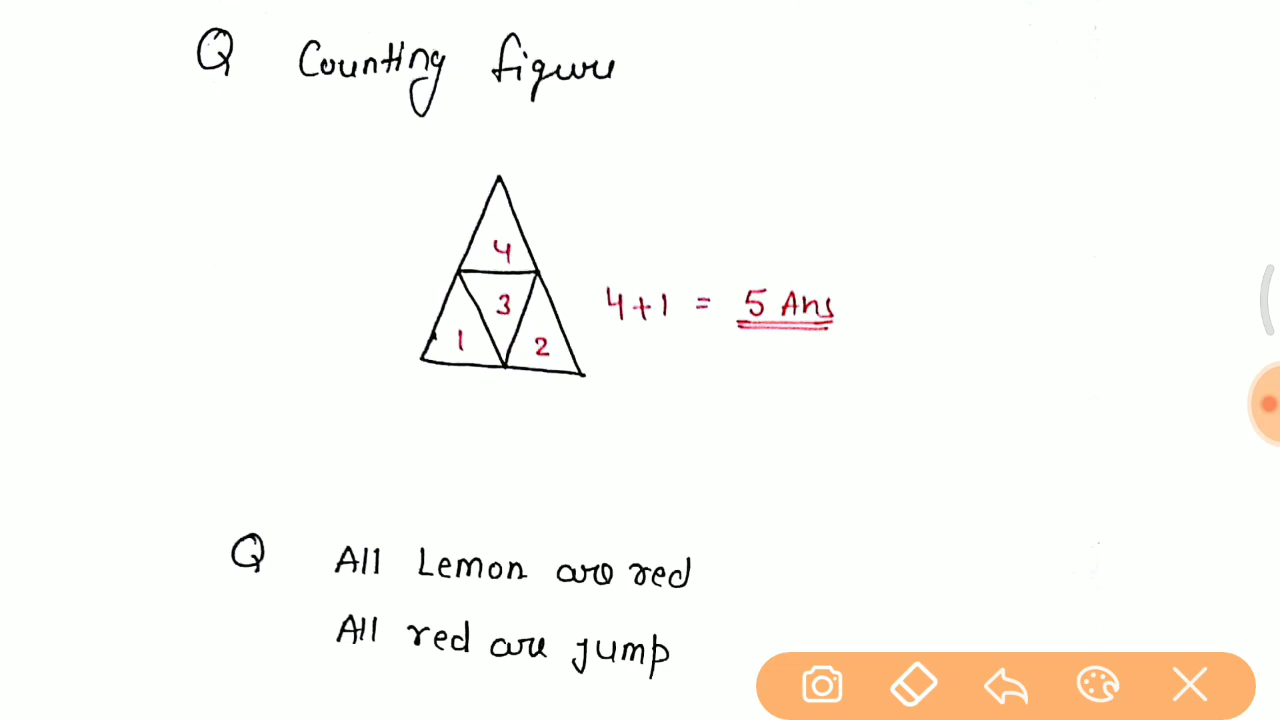 Q Counting figure
4
3
1 2
4+1 = 5 Ans
Q All Lemon are red
All red are jump